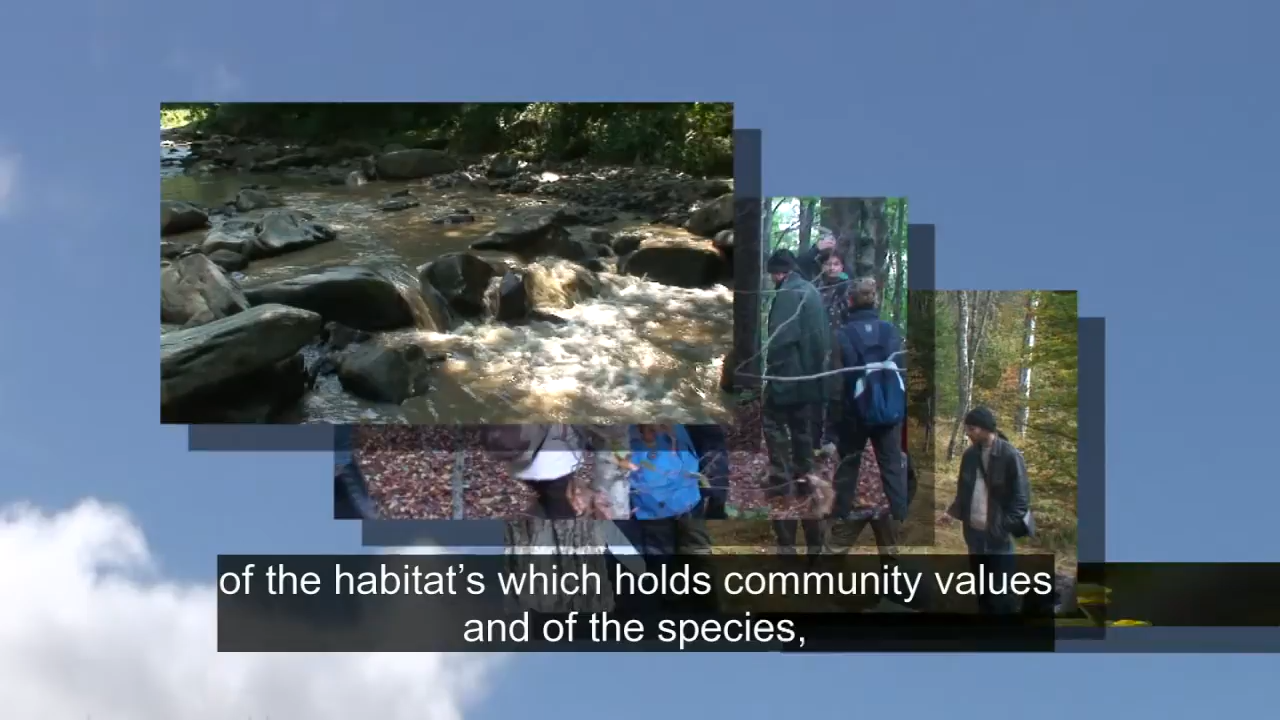 of the habitat’s which holds community values
and of the species,